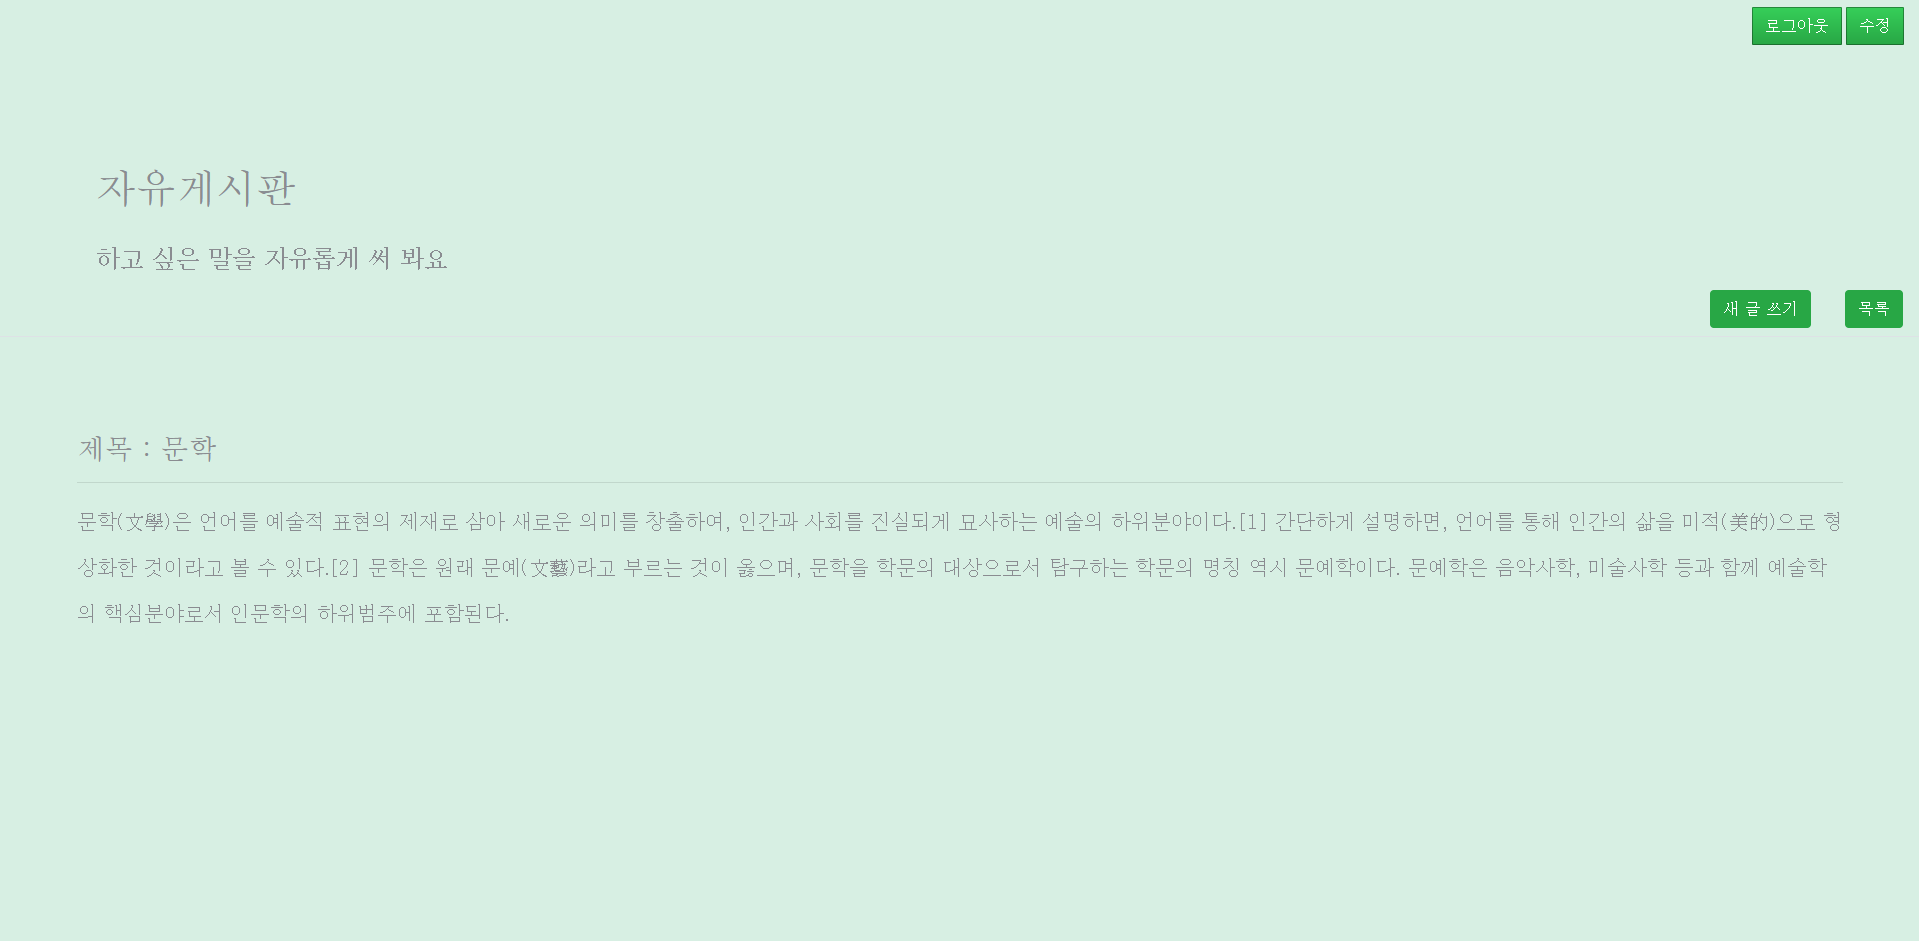 로그아웃 수정
자유게시판
하고 싶은 말을 자유롭게 써 봐요
새 글 쓰기 목록
제목 : 문학
문학(文學)은 언어를 예술적 표현의 제재로 삼아 새로운 의미를 창출하여, 인간과 사회를 진실되게 묘사하는 예술의 하위분야이다.[1] 간단하게 설명하면, 언어를 통해 인간의 삶을 미적(美的)으로 형
상화한 것이라고 볼 수 있다.[2] 문학은 원래 문예(文藝)라고 부르는 것이 옳으며, 문학을 학문의 대상으로서 탐구하는 학문의 명칭 역시 문예학이다. 문예학은 음악사학, 미술사학 등과 함께 예술학
의 핵심분야로서 인문학의 하위범주에 포함된다.